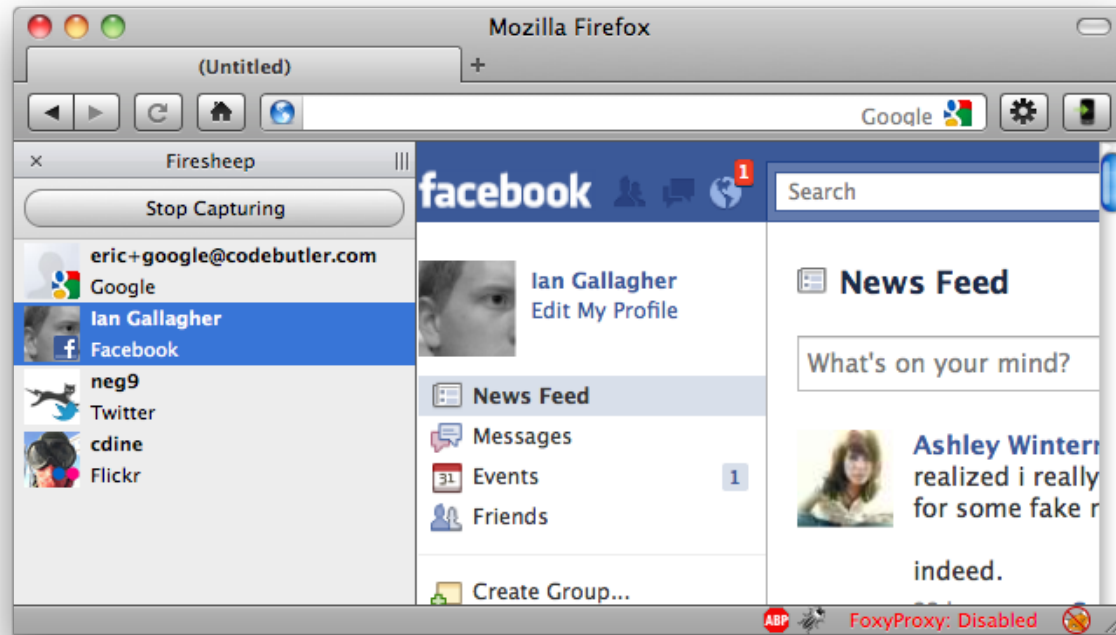 Mozilla Firefox
(Untitled)
+
Google
× Firesheep
Stop Capturing
eric+google@codebutler.com
Google
Ian Gallagher
f Facebook
neg9
Twitter
cdine
Flickr
facebook
1
Search
Ian Gallagher
Edit My Profile
News Feed
Messages
31 Events 1
Friends
Create Group...
News Feed
What's on your mind?
Ashley
realized i really
for some fake
indeed.
ABP FoxyProxy: Disabled